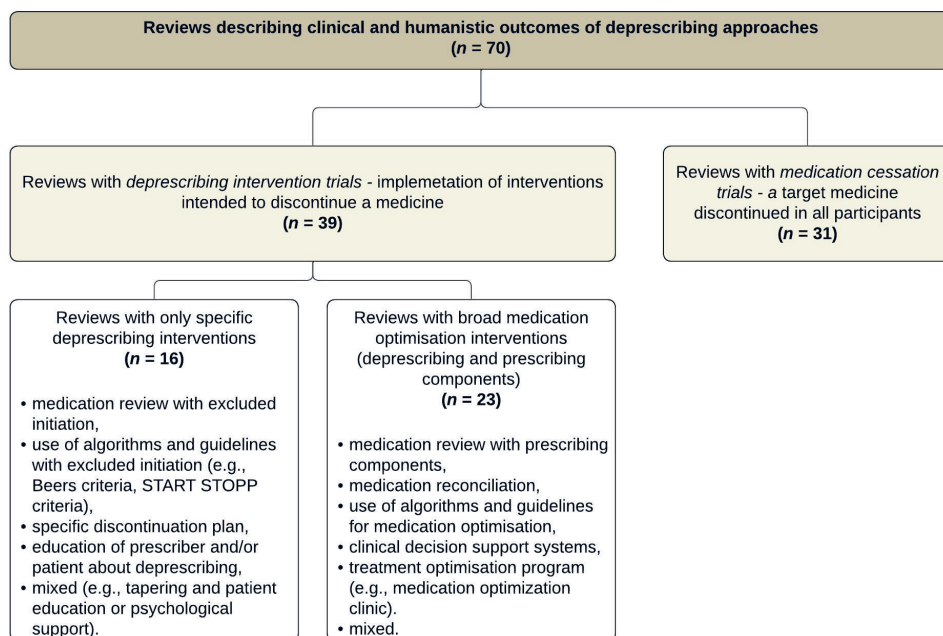 Reviews describing clinical and humanistic outcomes of deprescribing approaches
(n = 70)
Reviews with deprescribing intervention trials - implemetation of interventions
intended to discontinue a medicine
(n = 39)
Reviews with medication cessation
trials - a target medicine
discontinued in all participants
(n = 31)
Reviews with only specific
deprescribing interventions
(n = 16)
• medication review with excluded
initiation,
• use of algorithms and guidelines
with excluded initiation (e.g.,
Beers criteria, START STOPP
criteria),
• specific discontinuation plan,
• education of prescriber and/or
patient about deprescribing,
• mixed (e.g., tapering and patient
education or psychological
support).
Reviews with broad medication
optimisation interventions
(deprescribing and prescribing
components)
(n = 23)
• medication review with prescribing
components,
• medication reconciliation,
• use of algorithms and guidelines
for medication optimisation,
• clinical decision support systems,
• treatment optimisation program
(e.g., medication optimization
clinic).
• mixed.